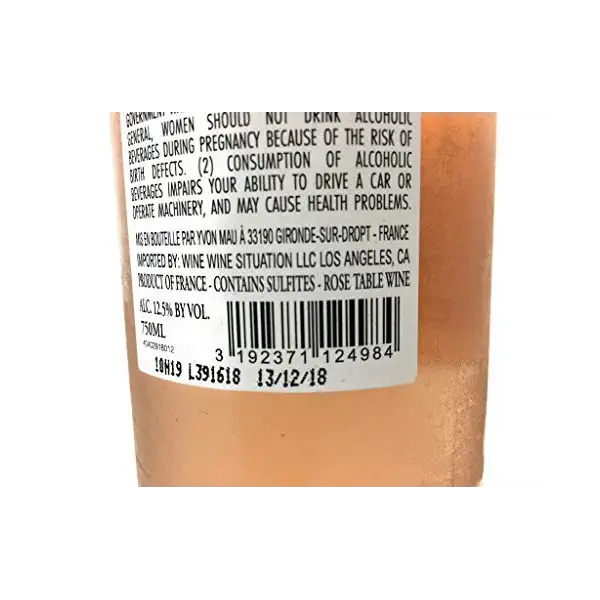 GOVERNMENT
GENERAL, WOMEN SHOULD NOT DRINK ALCOHOLIC
BEVERAGES DURING PREGNANCY BECAUSE OF THE RISK OF
BIRTH DEFECTS. (2) CONSUMPTION OF ALCOHOLIC
BEVERAGES IMPAIRS YOUR ABILITY TO DRIVE A CAR OR
OPERATE MACHINERY, AND MAY CAUSE HEALTH PROBLEMS.
MIS EN BOUTEILLE PAR YVON MAU À 33190 GIRONDE-SUR-DROPT - FRANCE
IMPORTED BY: WINE WINE SITUATION LLC LOS ANGELES, CA
PRODUCT OF FRANCE - CONTAINS SULFITES - ROSE TABLE WINE
ALC. 12.5% BY VOL.
750ML
3 192371 124984
10H19 L391618 13/12/18